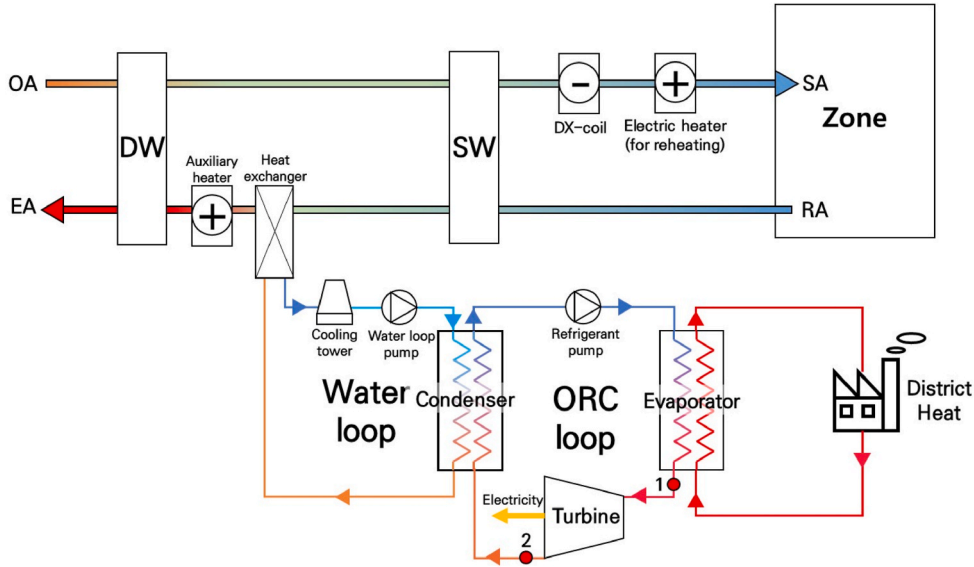 OA
DW
SW
DX-coil
Electric heater
(for reheating)
SA
Zone
EA
Auxiliary
heater
Heat
exchanger
RA
Cooling
tower
Water loop
pump
Refrigerant
pump
Water
loop
Condenser
ORC
loop
Evaporator
District
Heat
1
Electricity
Turbine
2